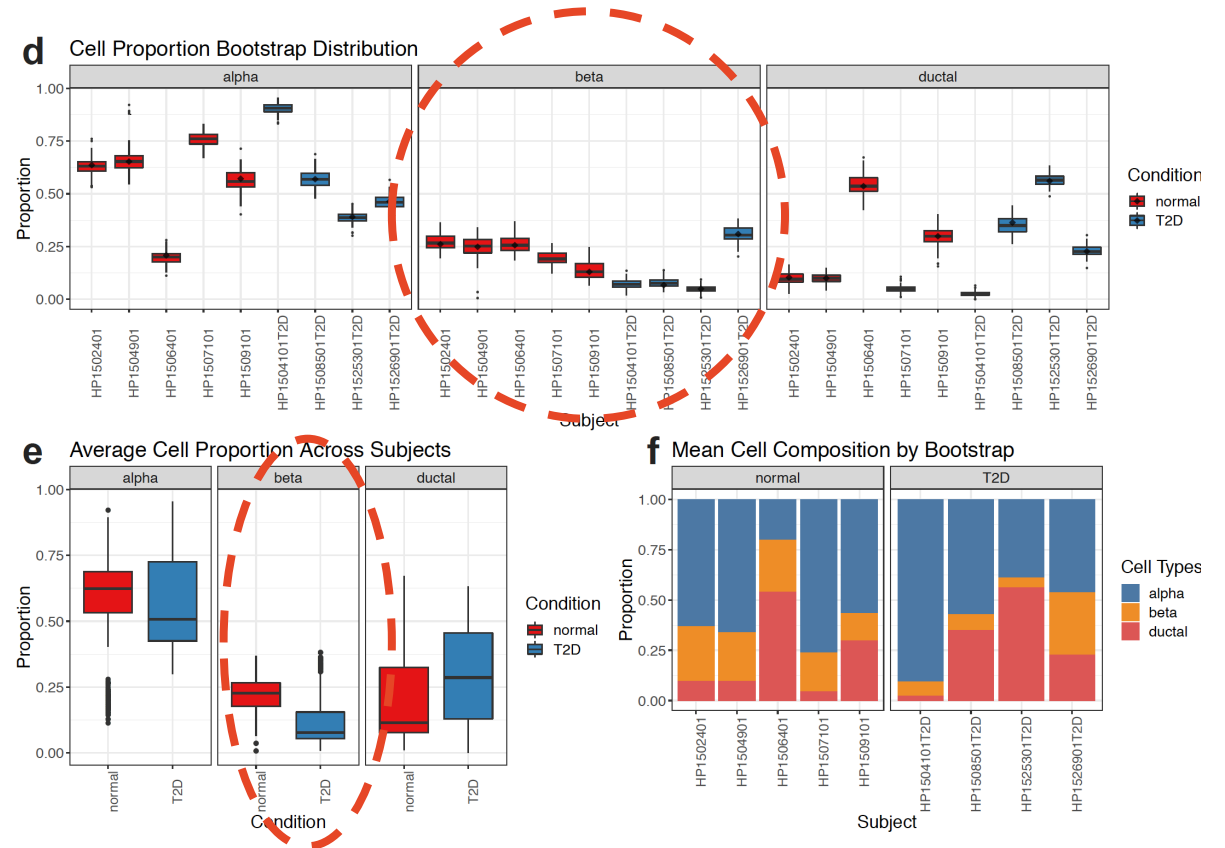 d Cell Proportion Bootstrap Distribution
alpha beta ductal
1.00
0.75
0.50
0.25
0.00
Proportion
HP1502401 HP1504901 HP1506401 HP1507101 HP1509101 HP1504101T2D HP1508501T2D HP1525301T2D HP1526901T2D
HP1502401 HP1504901 HP1506401 HP1507101 HP1509101 HP1504101T2D HP1508501T2D HP1525301T2D HP1526901T2D
HP1502401 HP1504901 HP1506401 HP1507101 HP1509101 HP1504101T2D HP1508501T2D HP1525301T2D HP1526901T2D
Subject
Condition
normal
T2D
e Average Cell Proportion Across Subjects
alpha beta ductal
1.00
0.75
0.50
0.25
0.00
Proportion
normal T2D normal T2D normal T2D
Condition
Condition
normal
T2D
f Mean Cell Composition by Bootstrap
normal T2D
1.00
0.75
0.50
0.25
0.00
Proportion
HP1502401 HP1504901 HP1506401 HP1507101 HP1509101 HP1504101T2D HP1508501T2D HP1525301T2D HP1526901T2D
Subject
Cell Types
alpha
beta
ductal